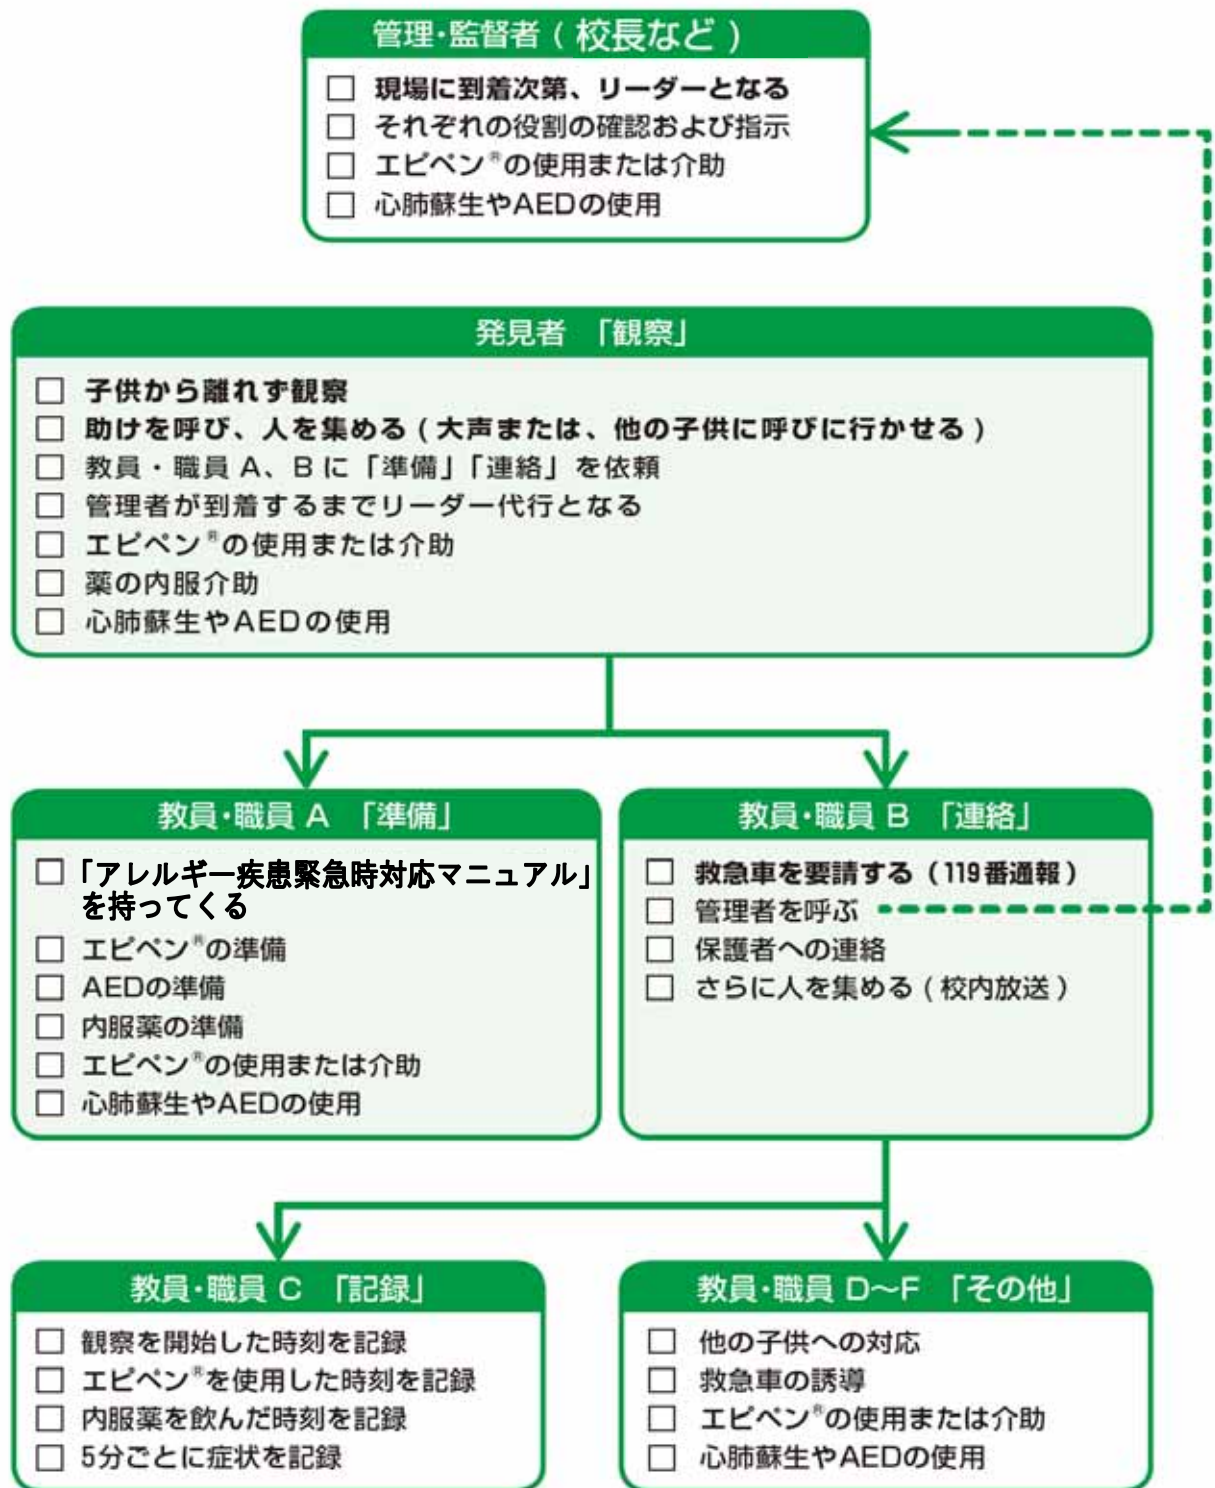 管理・監督者（校長など）
□ 現場に到着次第、リーダーとなる
□ それぞれの役割の確認および指示
□ エピペン®の使用または介助
□ 心肺蘇生やAEDの使用
発見者 「観察」
□ 子供から離れず観察
□ 助けを呼び、人を集める（大声または、他の子供に呼びに行かせる）
□ 教員・職員 A、B に「準備」「連絡」を依頼
□ 管理者が到着するまでリーダー代行となる
□ エピペン®の使用または介助
□ 薬の内服介助
□ 心肺蘇生やAEDの使用
教員・職員 A 「準備」
□ 「アレルギー疾患緊急時対応マニュアル」
を持ってくる
□ エピペン®の準備
□ AEDの準備
□ 内服薬の準備
□ エピペン®の使用または介助
□ 心肺蘇生やAEDの使用
教員・職員 B 「連絡」
□ 救急車を要請する（119番通報）
□ 管理者を呼ぶ
□ 保護者への連絡
□ さらに人を集める（校内放送）
教員・職員 C 「記録」
□ 観察を開始した時刻を記録
□ エピペン®を使用した時刻を記録
□ 内服薬を飲んだ時刻を記録
□ 5分ごとに症状を記録
教員・職員 D〜F 「その他」
□ 他の子供への対応
□ 救急車の誘導
□ エピペン®の使用または介助
□ 心肺蘇生やAEDの使用